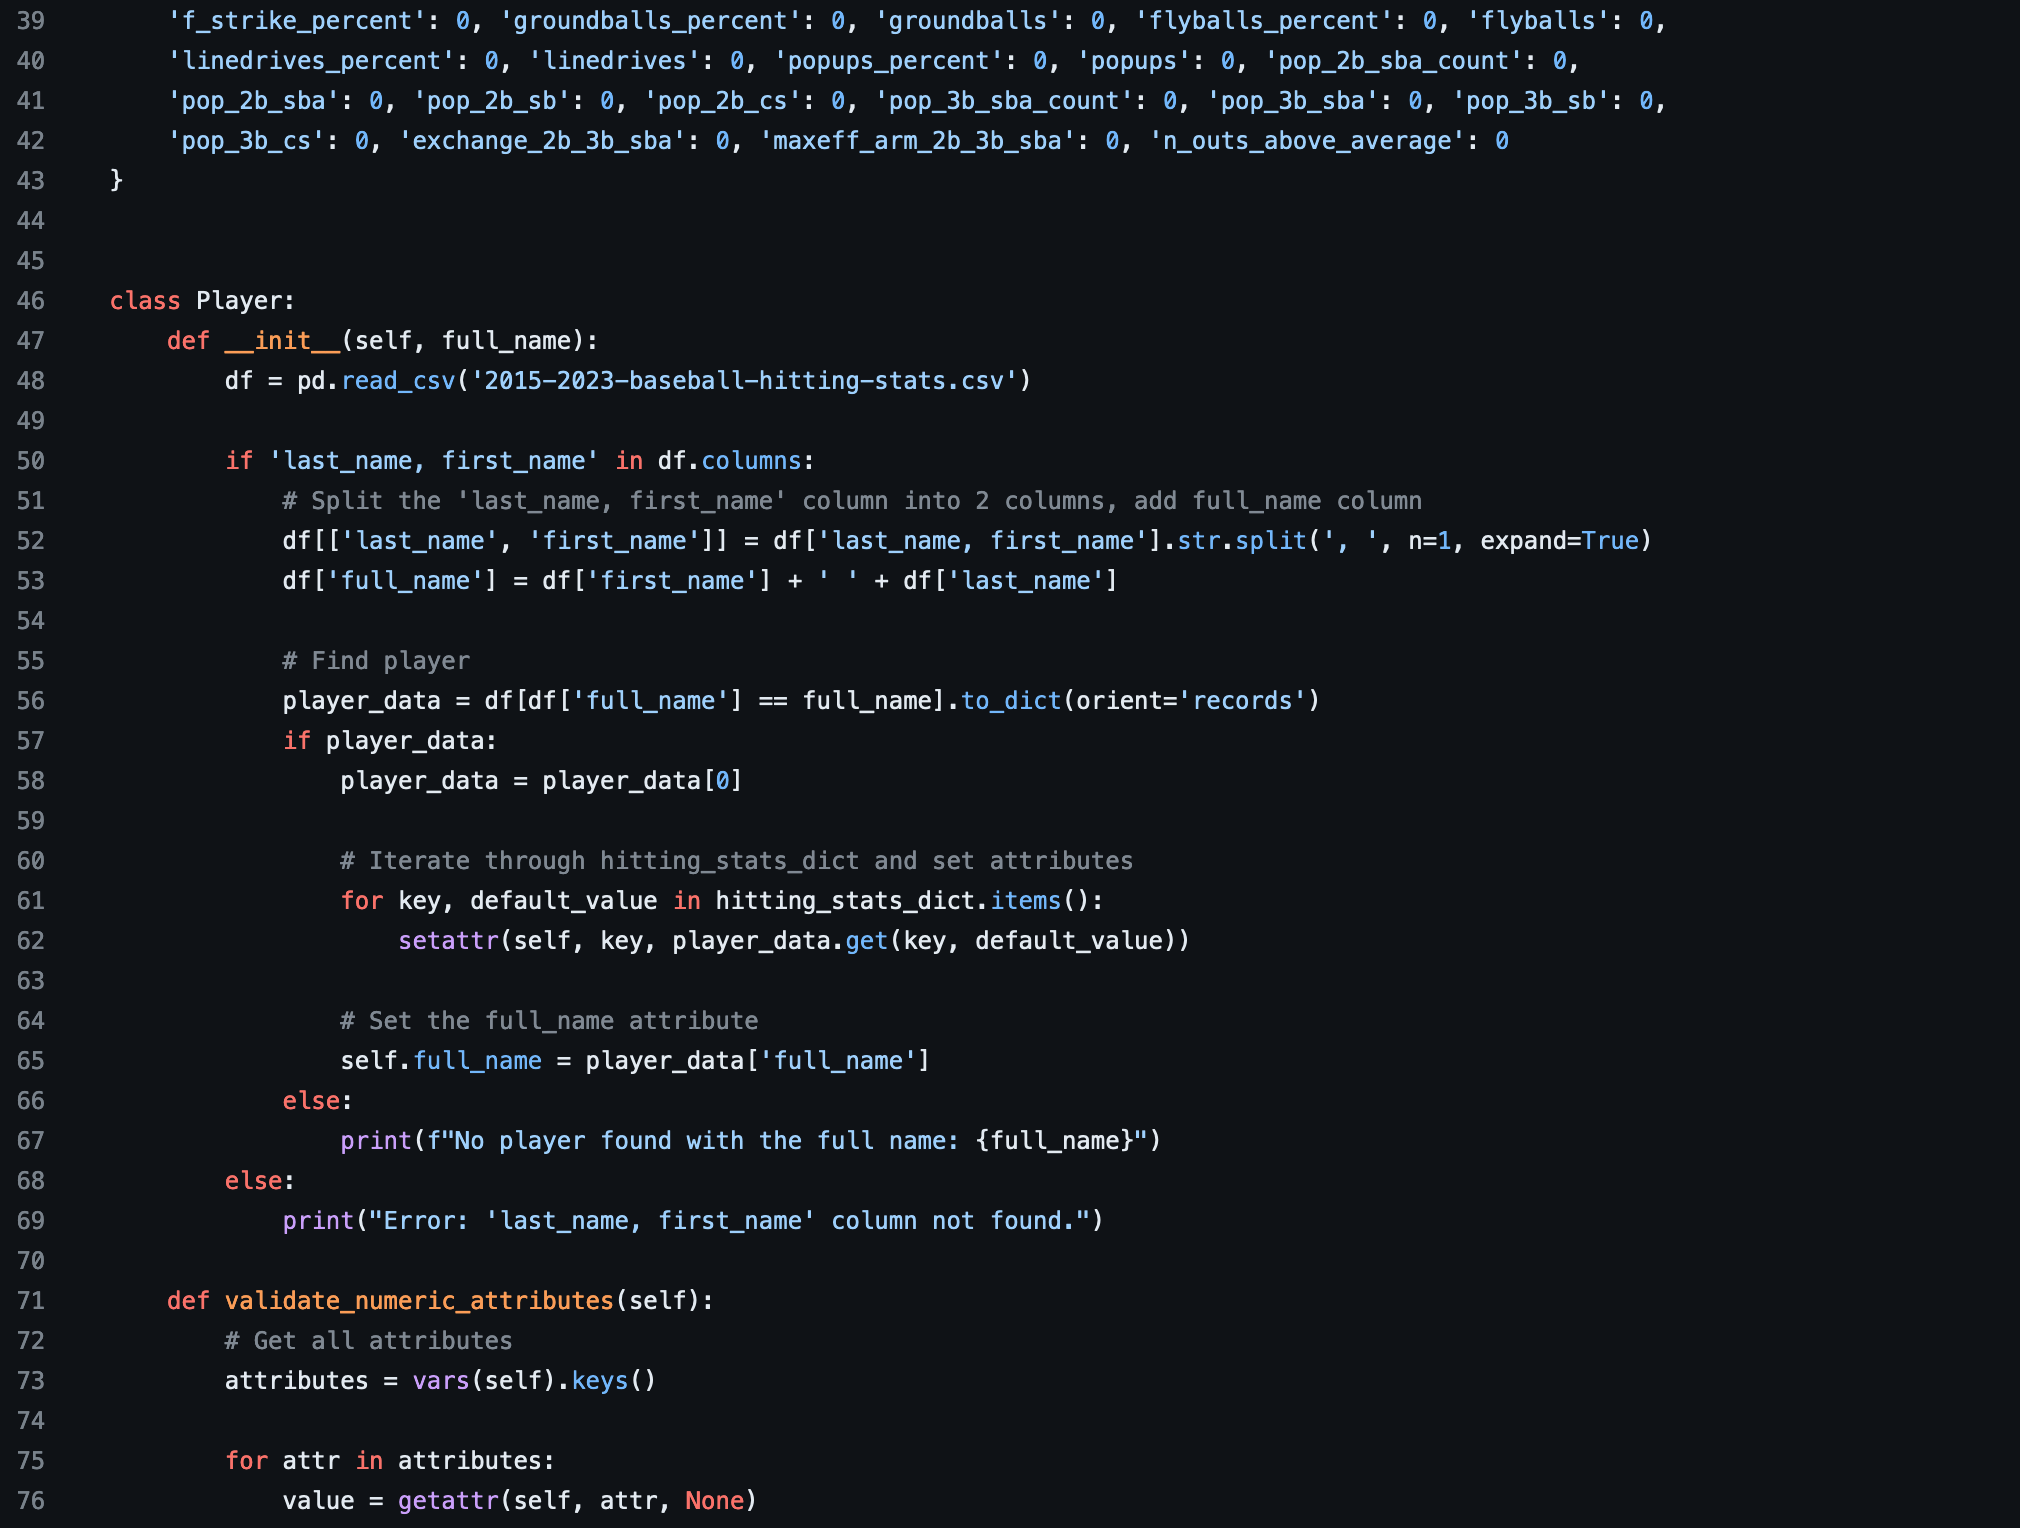 39 'f_strike_percent': 0, 'groundballs_percent': 0, 'groundballs': 0, 'flyballs_percent': 0, 'flyballs': 0,
40 'linedrives_percent': 0, 'linedrives': 0, 'popups_percent': 0, 'popups': 0, 'pop_2b_sba_count': 0,
41 'pop_2b_sba': 0, 'pop_2b_sb': 0, 'pop_2b_cs': 0, 'pop_3b_sba_count': 0, 'pop_3b_sba': 0, 'pop_3b_sb': 0,
42 'pop_3b_cs': 0, 'exchange_2b_3b_sba': 0, 'maxeff_arm_2b_3b_sba': 0, 'n_outs_above_average': 0
43 }
44
45
46 class Player:
47     def __init__(self, full_name):
48         df = pd.read_csv('2015-2023-baseball-hitting-stats.csv')
49
50         if 'last_name, first_name' in df.columns:
51             # Split the 'last_name, first_name' column into 2 columns, add full_name column
52             df[['last_name', 'first_name']] = df['last_name, first_name'].str.split(', ', n=1, expand=True)
53             df['full_name'] = df['first_name'] + ' ' + df['last_name']
54
55             # Find player
56             player_data = df[df['full_name'] == full_name].to_dict(orient='records')
57             if player_data:
58                 player_data = player_data[0]
59
60                 # Iterate through hitting_stats_dict and set attributes
61                 for key, default_value in hitting_stats_dict.items():
62                     setattr(self, key, player_data.get(key, default_value))
63
64                 # Set the full_name attribute
65                 self.full_name = player_data['full_name']
66             else:
67                 print(f"No player found with the full name: {full_name}")
68         else:
69             print("Error: 'last_name, first_name' column not found.")
70
71     def validate_numeric_attributes(self):
72         # Get all attributes
73         attributes = vars(self).keys()
74
75         for attr in attributes:
76             value = getattr(self, attr, None)